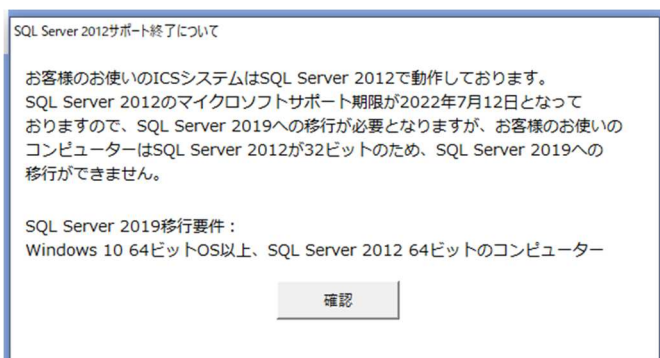 SQL Server 2012サポート終了について
お客様のお使いのICSシステムはSQL Server 2012で動作しております。
SQL Server 2012のマイクロソフトサポート期限が2022年7月12日となって
おりますので、SQL Server 2019への移行が必要となりますが、お客様のお使いの
コンピューターはSQL Server 2012が32ビットのため、SQL Server 2019への
移行ができません。
SQL Server 2019移行要件：
Windows 10 64ビットOS以上、SQL Server 2012 64ビットのコンピューター
確認